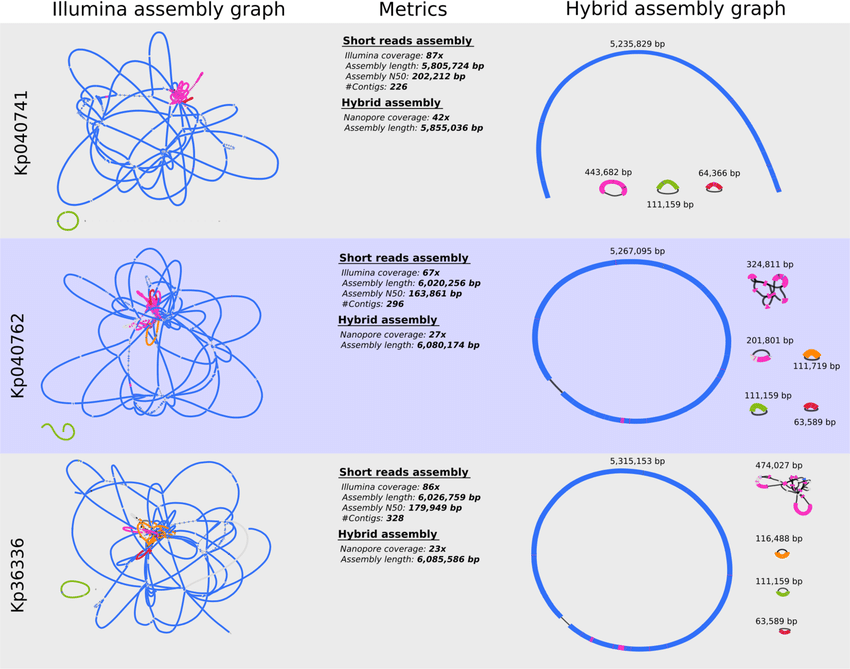 Illumina assembly graph
Metrics
Hybrid assembly graph
Kp040741
Short reads assembly
Illumina coverage: 87x
Assembly length: 5,805,724 bp
Assembly N50: 202,212 bp
#Contigs: 226
Hybrid assembly
Nanopore coverage: 42x
Assembly length: 5,855,036 bp
5,235,829 bp
443,682 bp
64,366 bp
111,159 bp
Kp040762
Short reads assembly
Illumina coverage: 67x
Assembly length: 6,020,256 bp
Assembly N50: 163,861 bp
#Contigs: 296
Hybrid assembly
Nanopore coverage: 27x
Assembly length: 6,080,174 bp
5,267,095 bp
324,811 bp
201,801 bp
111,719 bp
111,159 bp
63,589 bp
Kp36336
Short reads assembly
Illumina coverage: 86x
Assembly length: 6,026,759 bp
Assembly N50: 179,949 bp
#Contigs: 328
Hybrid assembly
Nanopore coverage: 23x
Assembly length: 6,085,586 bp
5,315,153 bp
474,027 bp
116,488 bp
111,159 bp
63,589 bp